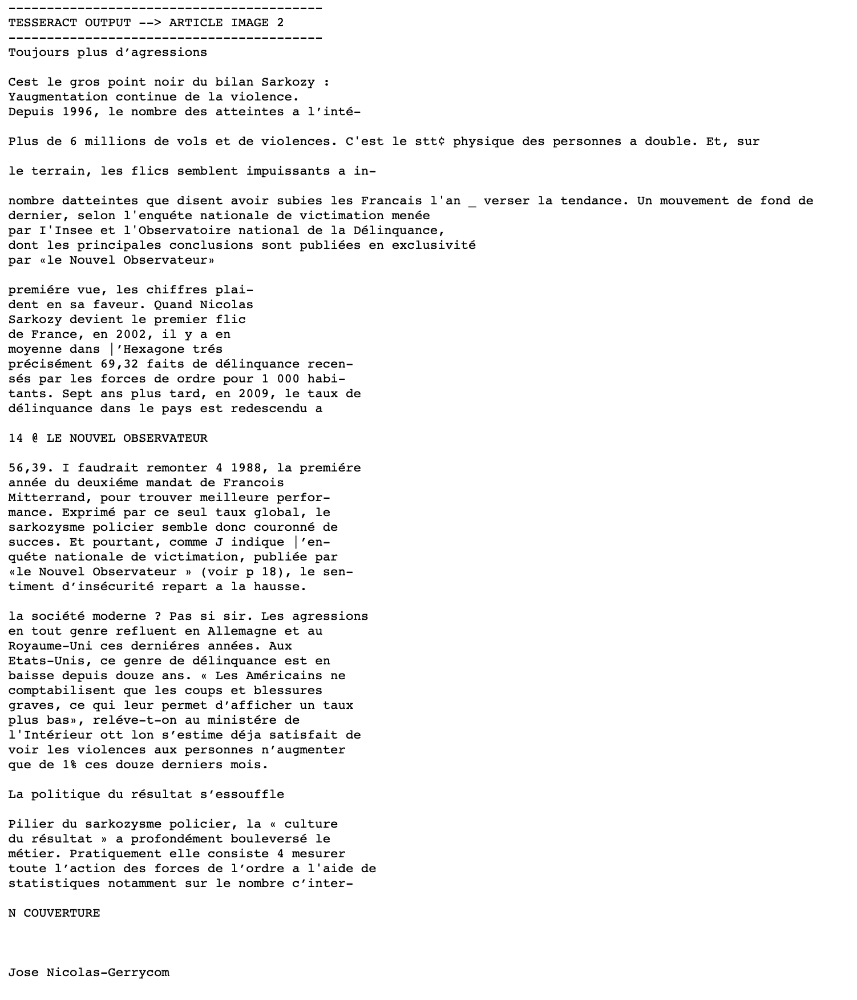 -----------------------------------------
TESSERACT OUTPUT --> ARTICLE IMAGE 2
-----------------------------------------
Toujours plus d’agressions
Cest le gros point noir du bilan Sarkozy :
Yaugmentation continue de la violence.
Depuis 1996, le nombre des atteintes a l’inté-
Plus de 6 millions de vols et de violences. C'est le stt¢ physique des personnes a double. Et, sur
le terrain, les flics semblent impuissants a in-
nombre datteintes que disent avoir subies les Francais l'an _ verser la tendance. Un mouvement de fond de
dernier, selon l'enquéte nationale de victimation menée
par I'Insee et l'Observatoire national de la Délinquance,
dont les principales conclusions sont publiées en exclusivité
par «le Nouvel Observateur»
premiére vue, les chiffres plai-
dent en sa faveur. Quand Nicolas
Sarkozy devient le premier flic
de France, en 2002, il y a en
moyenne dans |’Hexagone trés
précisément 69,32 faits de délinquance recen-
sés par les forces de ordre pour 1 000 habi-
tants. Sept ans plus tard, en 2009, le taux de
délinquance dans le pays est redescendu a
14 @ LE NOUVEL OBSERVATEUR
56,39. I faudrait remonter 4 1988, la premiére
année du deuxiéme mandat de Francois
Mitterrand, pour trouver meilleure perfor-
mance. Exprimé par ce seul taux global, le
sarkozysme policier semble donc couronné de
succes. Et pourtant, comme J indique |’en-
quéte nationale de victimation, publiée par
«le Nouvel Observateur » (voir p 18), le sen-
timent d’insécurité repart a la hausse.
la société moderne ? Pas si sir. Les agressions
en tout genre refluent en Allemagne et au
Royaume-Uni ces derniéres années. Aux
Etats-Unis, ce genre de délinquance est en
baisse depuis douze ans. « Les Américains ne
comptabilisent que les coups et blessures
graves, ce qui leur permet d’afficher un taux
plus bas», reléve-t-on au ministére de
l'Intérieur ott lon s’estime déja satisfait de
voir les violences aux personnes n’augmenter
que de 1% ces douze derniers mois.
La politique du résultat s’essouffle
Pilier du sarkozysme policier, la « culture
du résultat » a profondément bouleversé le
métier. Pratiquement elle consiste 4 mesurer
toute l’action des forces de l’ordre a l'aide de
statistiques notamment sur le nombre c’inter-
N COUVERTURE
Jose Nicolas-Gerrycom